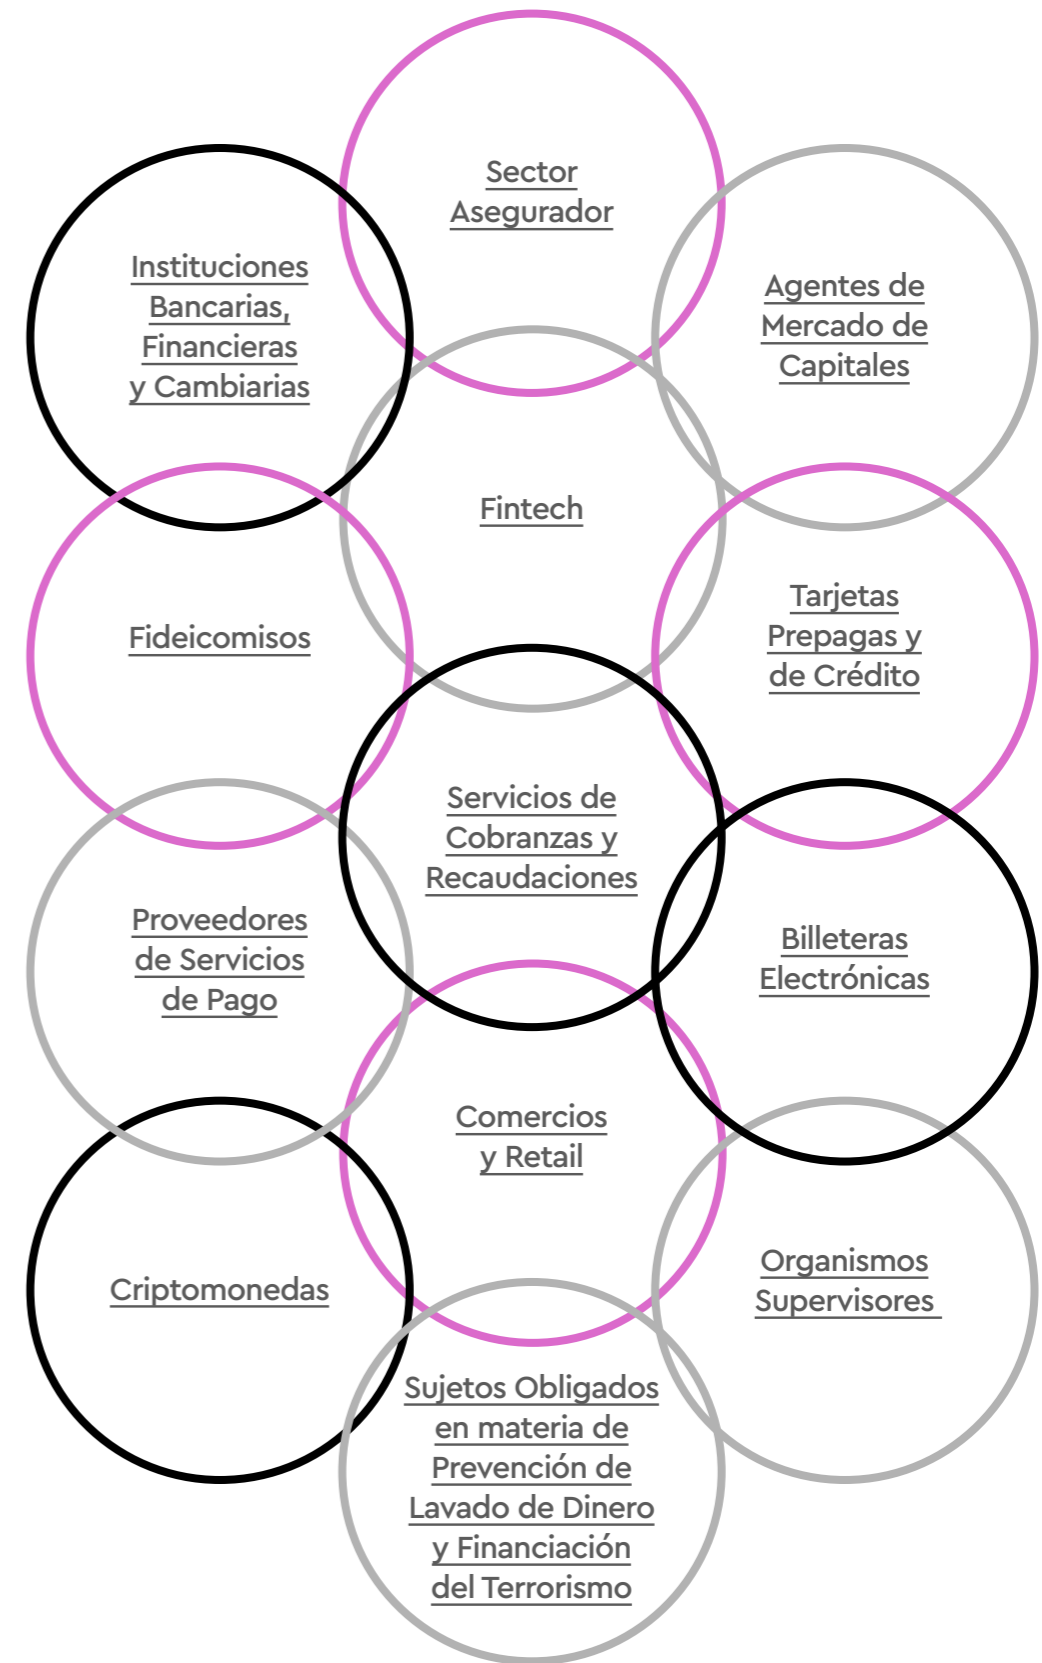 Sector
Asegurador
Instituciones
Bancarias,
Financieras
y Cambiarias
Agentes de
Mercado de
Capitales
Fintech
Fideicomisos
Tarjetas
Prepagas y
de Crédito
Servicios de
Cobranzas y
Recaudaciones
Proveedores
de Servicios
de Pago
Billeteras
Electrónicas
Comercios
y Retail
Criptomonedas
Organismos
Supervisores
Sujetos Obligados
en materia de
Prevención de
Lavado de Dinero
y Financiación
del Terrorismo